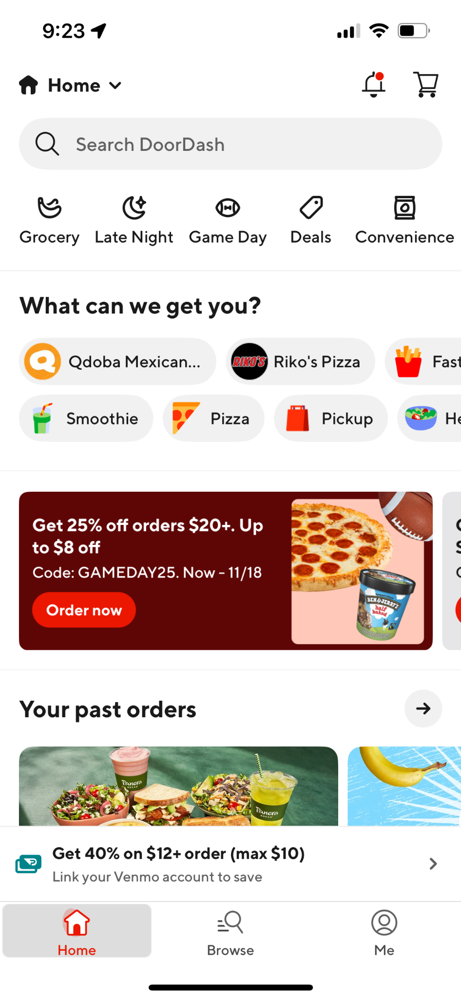 9:23
Home
Search DoorDash
Grocery
Late Night
Game Day
Deals
Convenience
What can we get you?
Qdoba Mexican...
RIKO'S
Riko's Pizza
Fast
Smoothie
Pizza
Pickup
He
Get 25% off orders $20+. Up
to $8 off
Code: GAMEDAY25. Now - 11/18
Order now
BEN & JERRY'S
half
baked
Your past orders
Panera
BREAD
Panera
BREAD
Get 40% on $12+ order (max $10)
Link your Venmo account to save
Home
Browse
Me